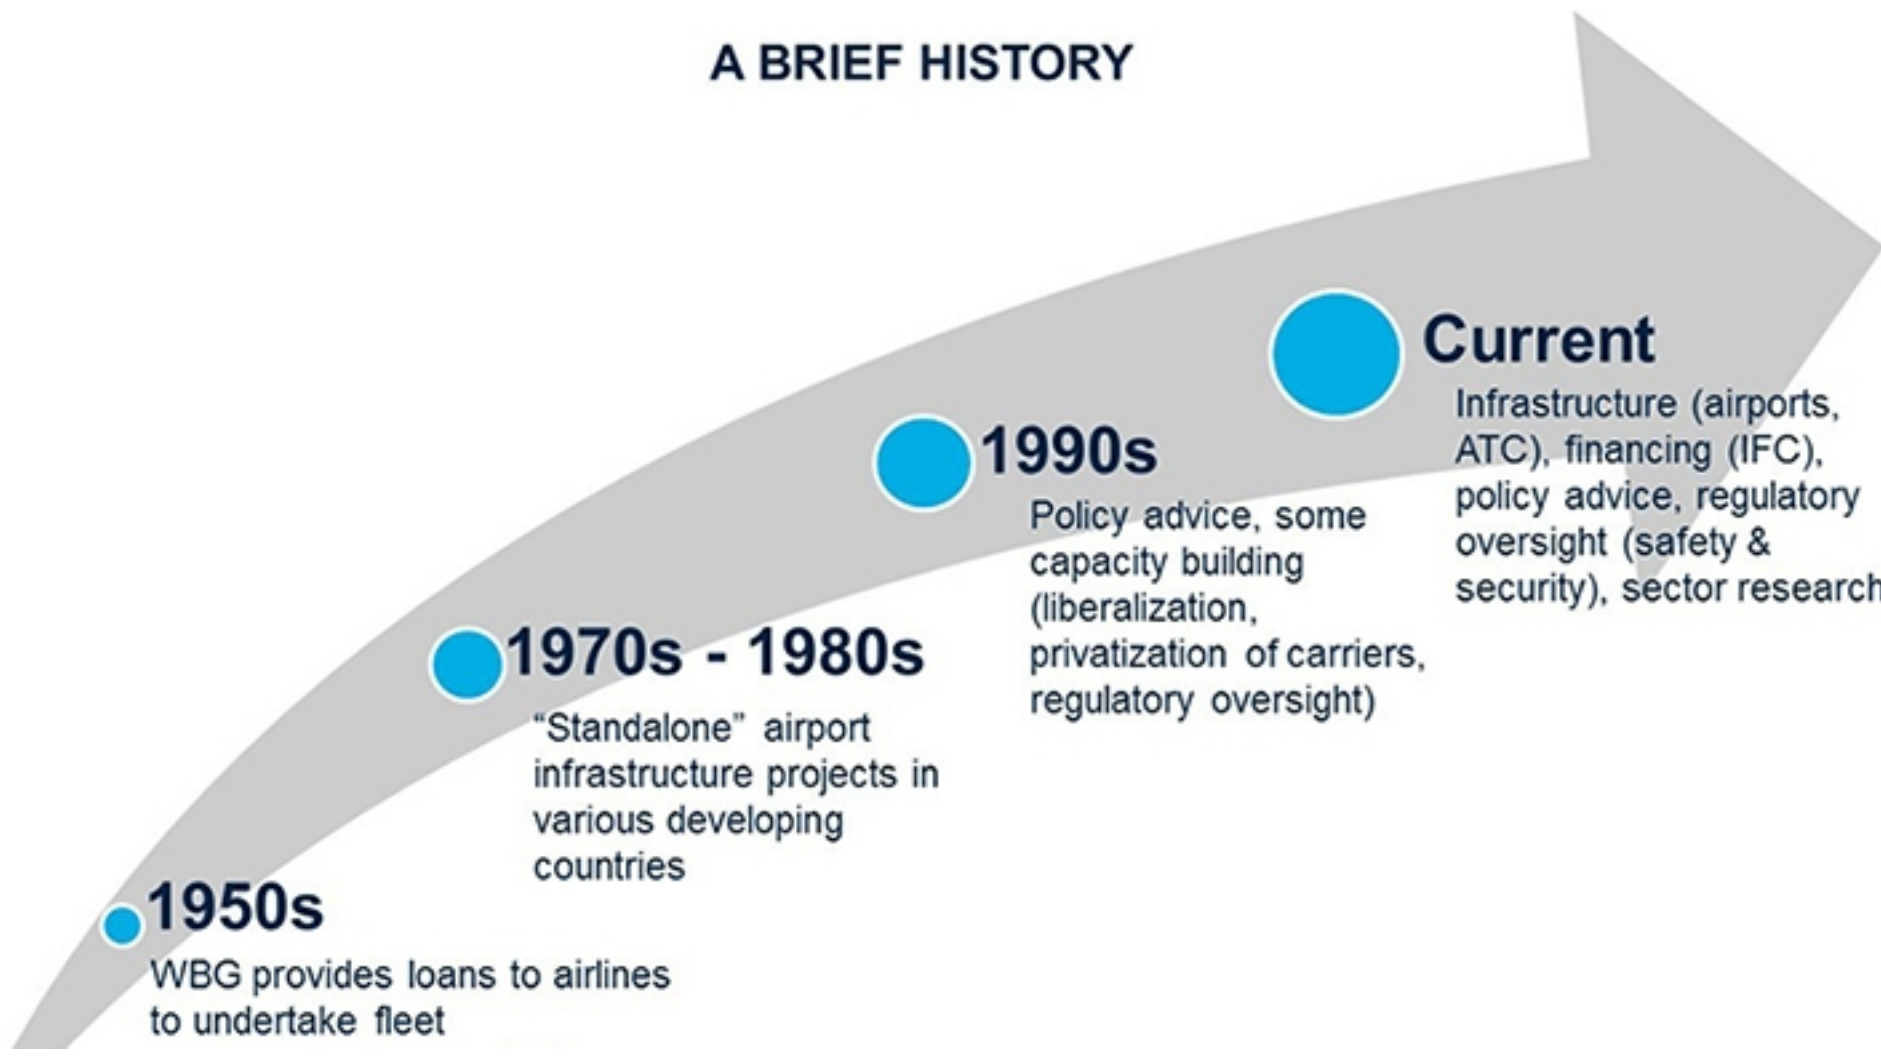 A BRIEF HISTORY
Current
Infrastructure (airports,
ATC), financing (IFC),
policy advice, regulatory
oversight (safety &
security), sector research
1990s
Policy advice, some
capacity building
(liberalization,
privatization of carriers,
regulatory oversight)
1970s - 1980s
“Standalone” airport
infrastructure projects in
various developing
countries
1950s
WBG provides loans to airlines
to undertake fleet